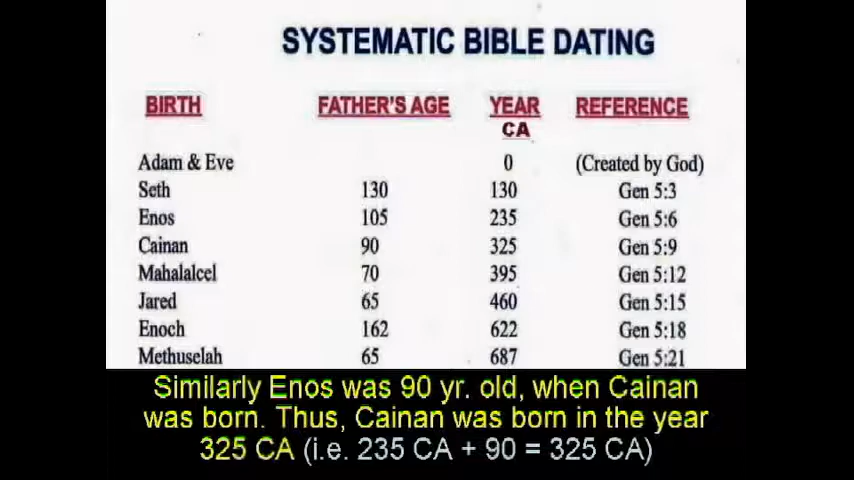 SYSTEMATIC BIBLE DATING
BIRTH FATHER'S AGE YEAR REFERENCE
CA
Adam & Eve 0 (Created by God)
Seth 130 130 Gen 5:3
Enos 105 235 Gen 5:6
Cainan 90 325 Gen 5:9
Mahalalcel 70 395 Gen 5:12
Jared 65 460 Gen 5:15
Enoch 162 622 Gen 5:18
Methuselah 65 687 Gen 5:21
Similarly Enos was 90 yr. old, when Cainan
was born. Thus, Cainan was born in the year
325 CA (i.e. 235 CA + 90 = 325 CA)